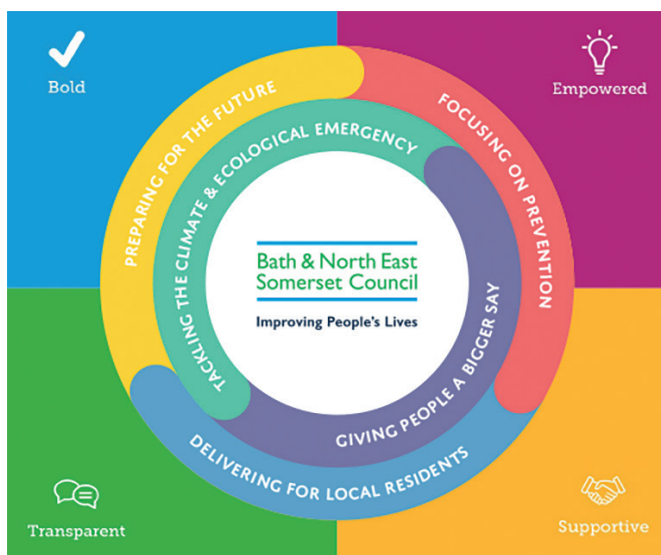 Bold
Empowered
PREPARING FOR THE FUTURE
FOCUSING ON PREVENTION
TACKLING THE CLIMATE & ECOLOGICAL EMERGENCY
Bath & North East
Somerset Council
Improving People's Lives
GIVING PEOPLE A BIGGER SAY
DELIVERING FOR LOCAL RESIDENTS
Transparent
Supportive